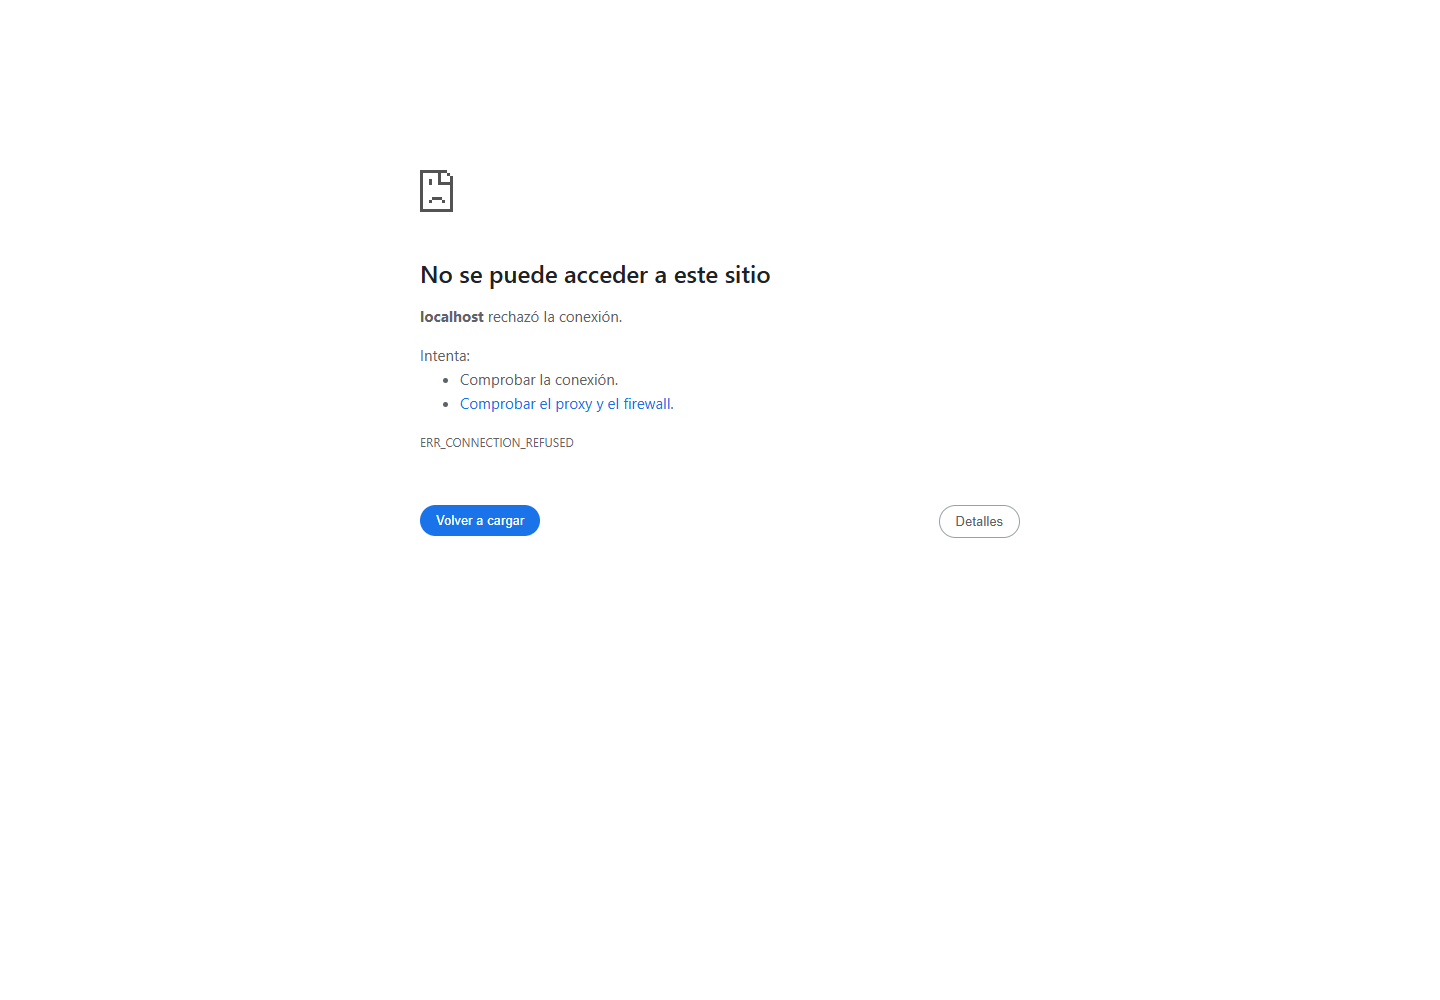 No se puede acceder a este sitio
localhost rechazó la conexión.
Intenta:
Comprobar la conexión.
Comprobar el proxy y el firewall.
ERR_CONNECTION_REFUSED
Volver a cargar
Detalles